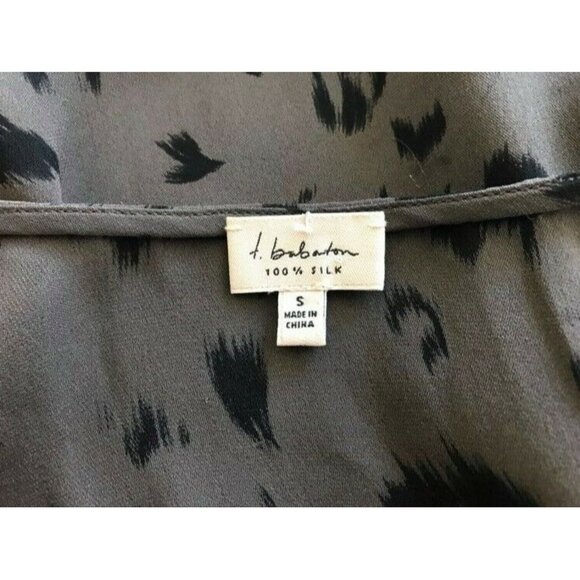 t. babaton
100% SILK
S
MADE IN
CHINA